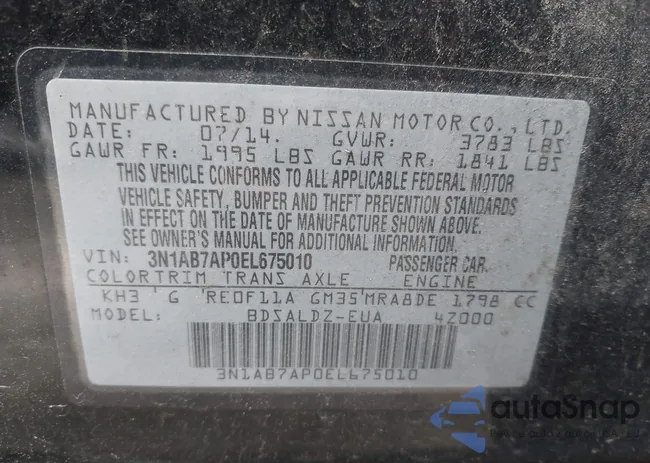 MANUFACTURED BY NISSAN MOTOR CO., LTD.
DATE: 07/14. GVWR: 3783 LBS
GAWR FR: 1995 LBS GAWR RR: 1841 LBS
THIS VEHICLE CONFORMS TO ALL APPLICABLE FEDERAL MOTOR
VEHICLE SAFETY, BUMPER AND THEFT PREVENTION STANDARDS
IN EFFECT ON THE DATE OF MANUFACTURE SHOWN ABOVE.
SEE OWNER'S MANUAL FOR ADDITIONAL INFORMATION.
VIN: 3N1AB7AP0EL675010 PASSENGER CAR.
COLOR TRIM TRANS AXLE ENGINE
KH3 G RE0F11A GM35 MRA8DE 1798 CC
MODEL: BDSALDZ-EUA 4Z000
3N1AB7AP0EL675010
autoSnap